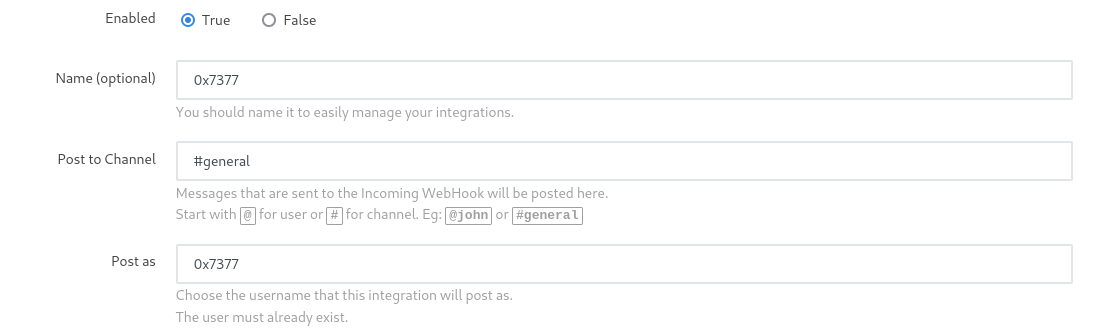 Enabled True False
Name (optional) 0x7377
You should name it to easily manage your integrations.
Post to Channel #general
Messages that are sent to the Incoming WebHook will be posted here.
Start with @ for user or # for channel. Eg: @john or #general
Post as 0x7377
Choose the username that this integration will post as.
The user must already exist.